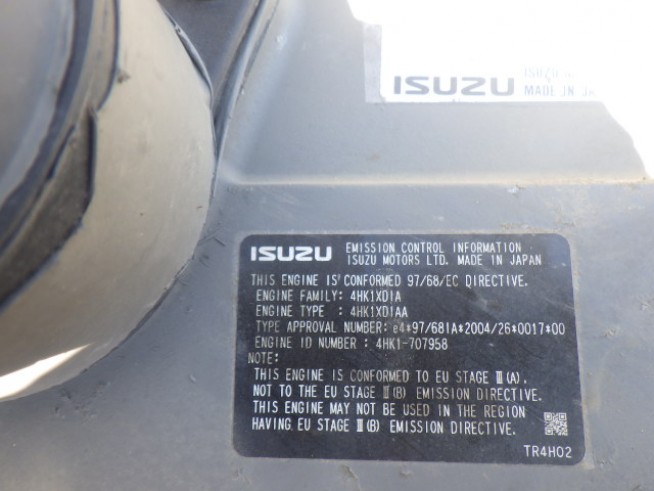 ISUZU
MADE IN
ISUZU EMISSION CONTROL INFORMATION
ISUZU MOTORS LTD. MADE IN JAPAN
THIS ENGINE IS CONFORMED 97/68/EC DIRECTIVE.
ENGINE FAMILY: 4HK1XD1A
ENGINE TYPE : 4HK1XD1AA
TYPE APPROVAL NUMBER: e4*97/68IA*2004/26*0017*00
ENGINE ID NUMBER : 4HK1-707958
NOTE:
THIS ENGINE IS CONFORMED TO EU STAGE Ⅲ(A).
NOT TO THE EU STAGE Ⅲ(B) EMISSION DIRECTIVE.
THIS ENGINE MAY NOT BE USED IN THE REGION
HAVING EU STAGE Ⅲ(B) EMISSION DIRECTIVE.
TR4H02